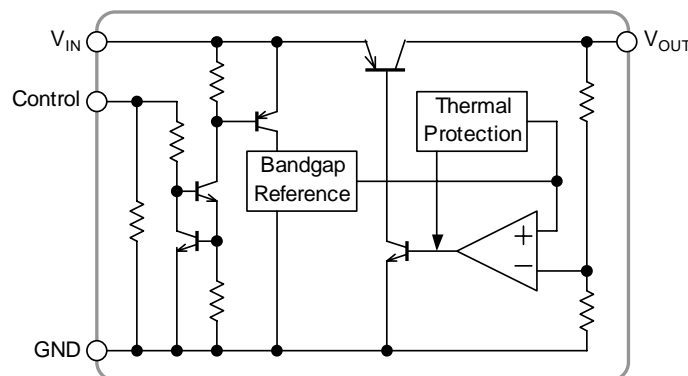 VIN
VOUT
Control
Thermal
Protection
Bandgap
Reference
+
−
GND